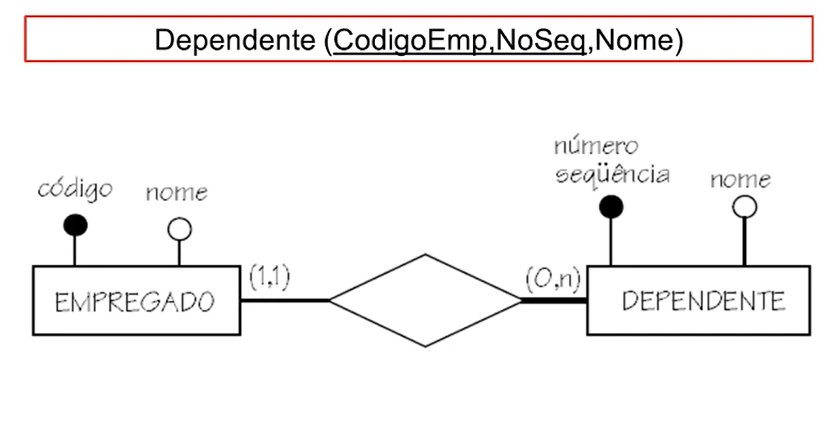 Dependente (CodigoEmp,NoSeq,Nome)
número
seqüência
código
nome
nome
(1,1)
(0,n)
EMPREGADO
DEPENDENTE